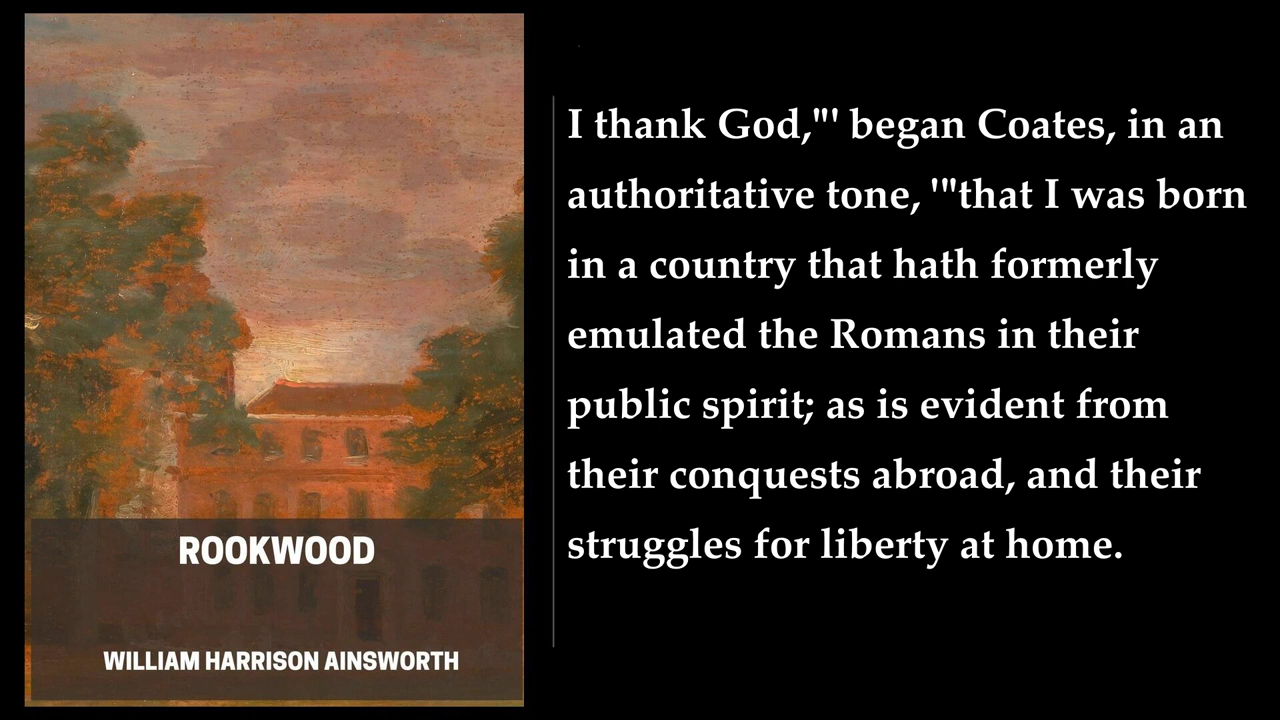 ROOKWOOD
WILLIAM HARRISON AINSWORTH
I thank God,"' began Coates, in an
authoritative tone, '"that I was born
in a country that hath formerly
emulated the Romans in their
public spirit; as is evident from
their conquests abroad, and their
struggles for liberty at home.